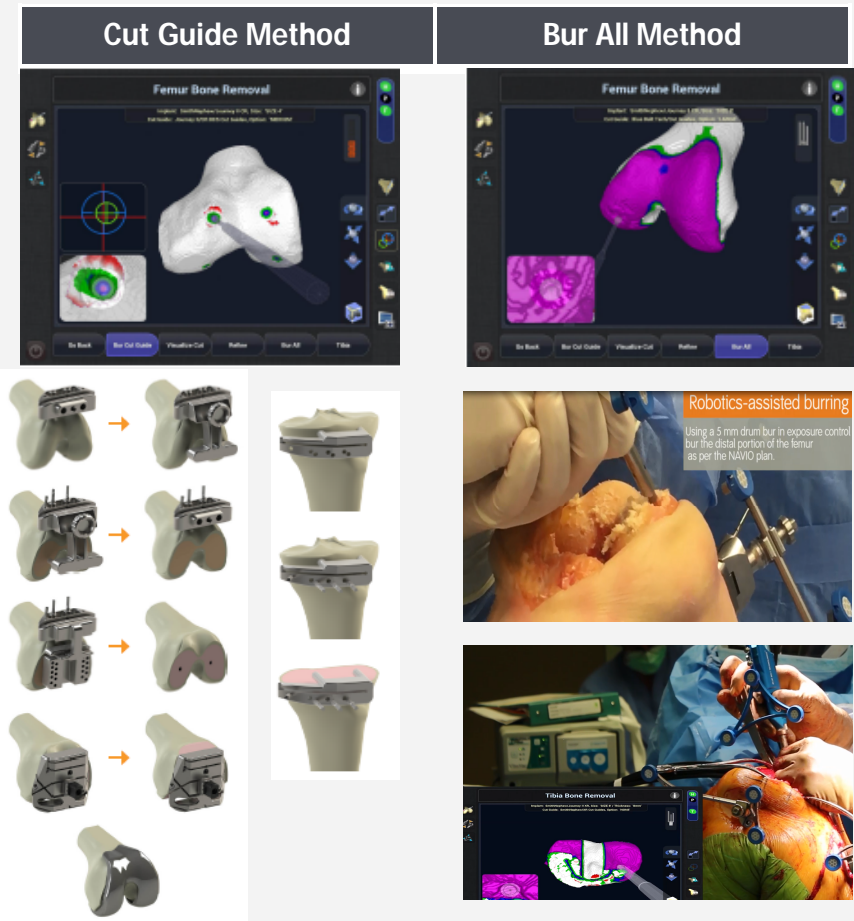 Cut Guide Method
Bur All Method
Femur Bone Removal
Go Back
Bur Cut Guide
Visualize Cut
Refine
Bur All
Tibia
Femur Bone Removal
Go Back
Bur Cut Guide
Visualize Cut
Refine
Bur All
Tibia
Robotics-assisted burring
Using a 5 mm drum bur in exposure control
bur the distal portion of the femur
as per the NAVIO plan.
Tibia Bone Removal